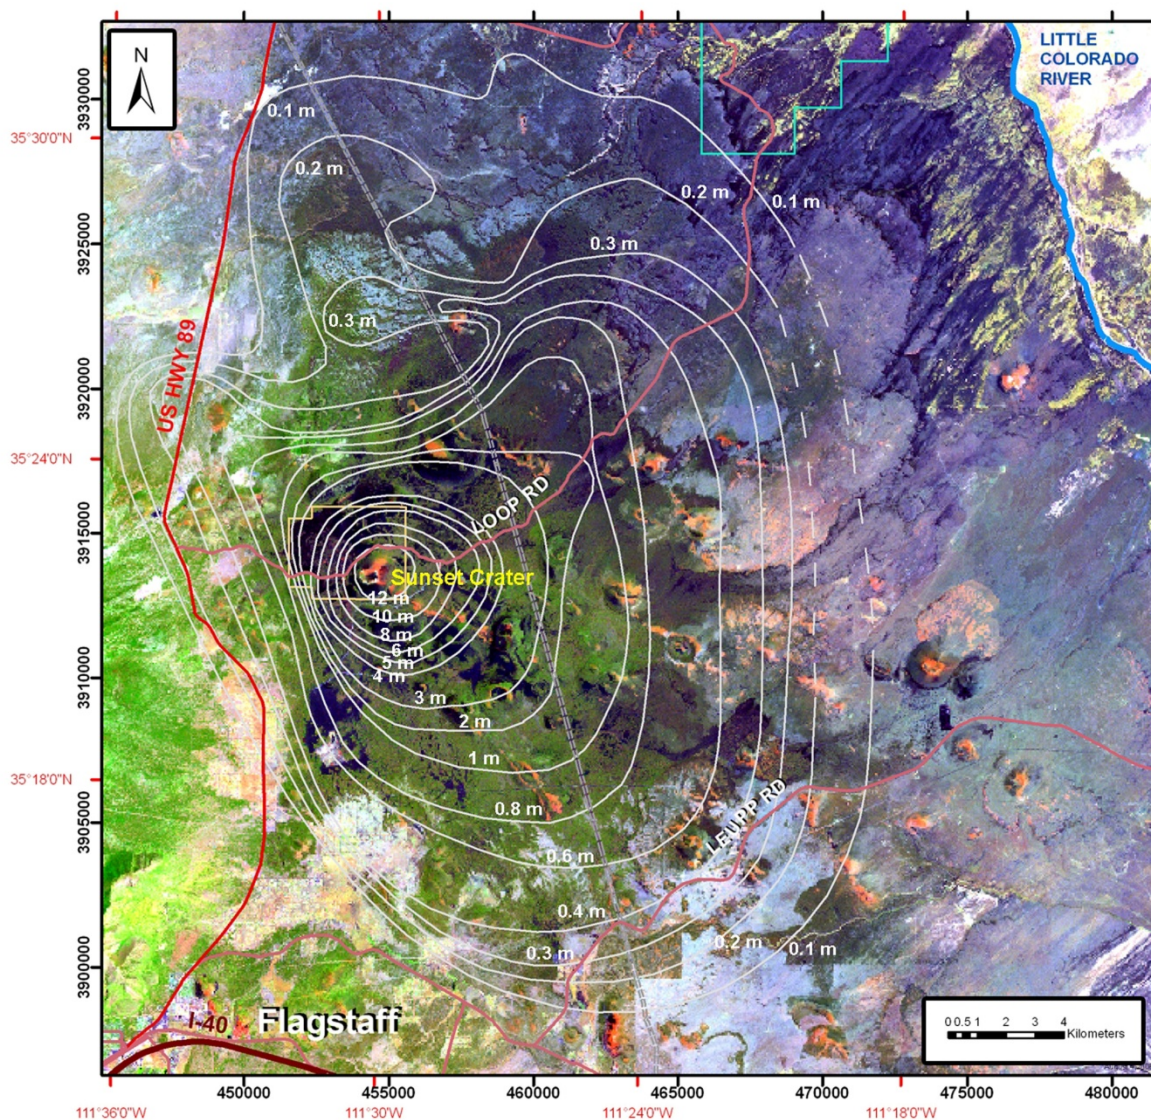 N
LITTLE
COLORADO
RIVER
3930000
35°30'0"N
0.1 m
0.2 m
0.2 m
0.1 m
3925000
0.3 m
0.3 m
US HWY 89
3920000
35°24'0"N
LOOP RD
3915000
Sunset Crater
12 m
10 m
8 m
6 m
5 m
4 m
3 m
2 m
1 m
3910000
35°18'0"N
0.8 m
3905000
LEUPP RD
0.6 m
0.4 m
0.3 m
0.2 m
0.1 m
3900000
I-40
Flagstaff
0 0.5 1 2 3 4
Kilometers
450000 455000 460000 465000 470000 475000 480000
111°36'0"W 111°30'W 111°24'0"W 111°18'0"W